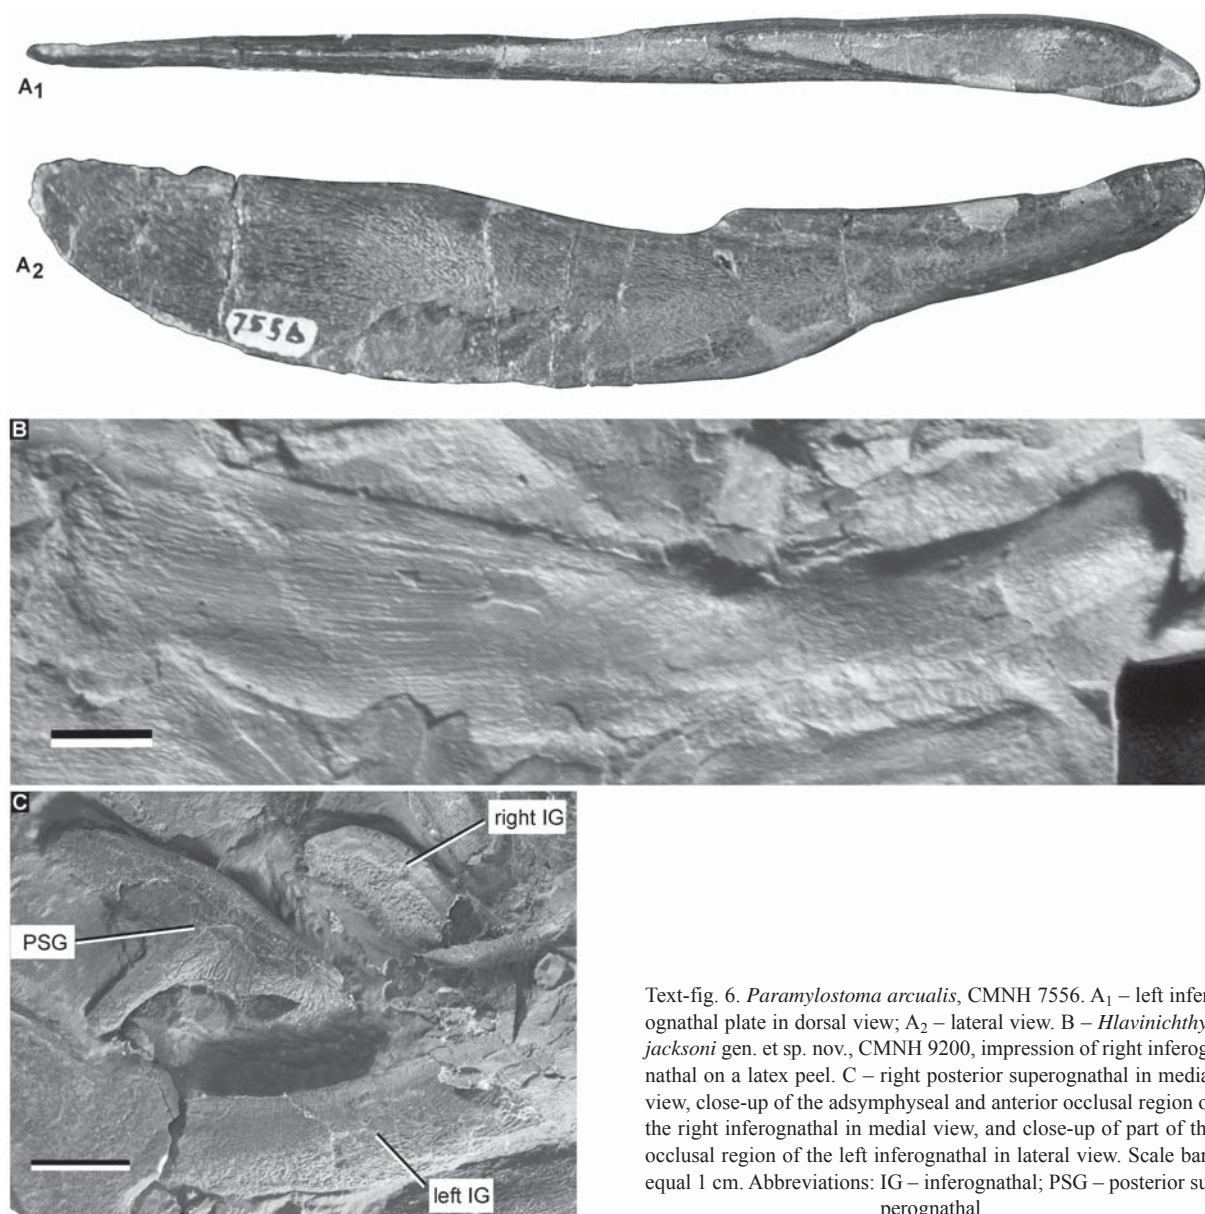 A1
A2
755b
B
C
right IG
PSG
left IG
Text-fig. 6. Paramylostoma arcualis, CMNH 7556. A1 – left infer
ognathal plate in dorsal view; A2 – lateral view. B – Hlavinichthy
jacksoni gen. et sp. nov., CMNH 9200, impression of right inferog
nathal on a latex peel. C – right posterior superognathal in media
view, close-up of the adsymphyseal and anterior occlusal region o
the right inferognathal in medial view, and close-up of part of th
occlusal region of the left inferognathal in lateral view. Scale bar
equal 1 cm. Abbreviations: IG – inferognathal; PSG – posterior su
perognathal